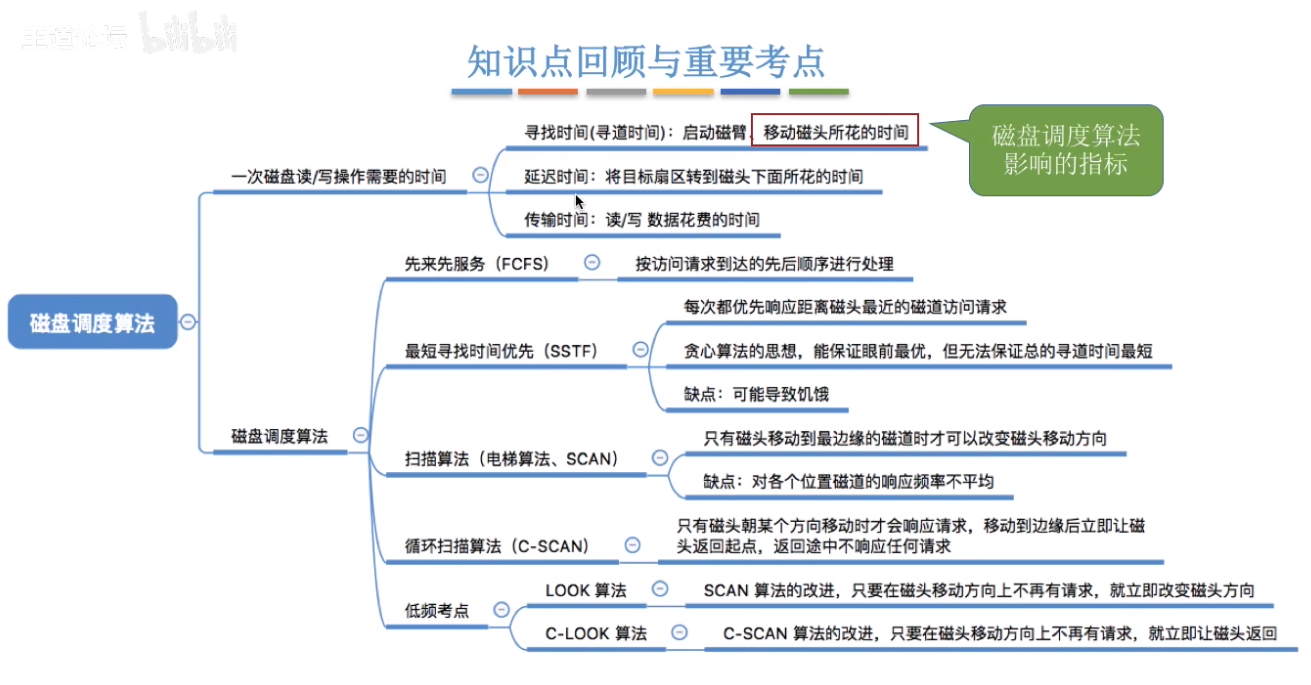 王道论坛 bilibili
知识点回顾与重要考点
寻找时间(寻道时间)：启动磁臂、移动磁头所花的时间
磁盘调度算法
影响的指标
一次磁盘读/写操作需要的时间
延迟时间：将目标扇区转到磁头下面所花的时间
传输时间：读/写 数据花费的时间
先来先服务（FCFS）
按访问请求到达的先后顺序进行处理
每次都优先响应距离磁头最近的磁道访问请求
磁盘调度算法
最短寻找时间优先（SSTF）
贪心算法的思想，能保证眼前最优，但无法保证总的寻道时间最短
缺点：可能导致饥饿
磁盘调度算法
只有磁头移动到最边缘的磁道时才可以改变磁头移动方向
扫描算法（电梯算法、SCAN）
缺点：对各个位置磁道的响应频率不平均
只有磁头朝某个方向移动时才会响应请求，移动到边缘后立即让磁
头返回起点，返回途中不响应任何请求
循环扫描算法（C-SCAN）
LOOK 算法
SCAN 算法的改进，只要在磁头移动方向上不再有请求，就立即改变磁头方向
低频考点
C-LOOK 算法
C-SCAN 算法的改进，只要在磁头移动方向上不再有请求，就立即让磁头返回